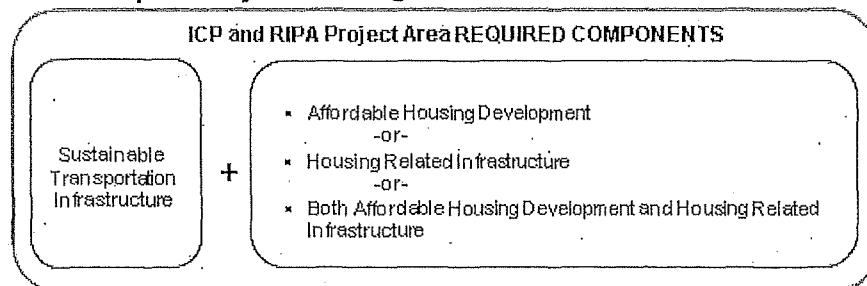 ICP and RIPA Project Area REQUIRED COMPONENTS
Sustainable
Transportation
Infrastructure
+
▪ Affordable Housing Development
-or-
▪ Housing Related Infrastructure
-or-
▪ Both Affordable Housing Development and Housing Related
Infrastructure